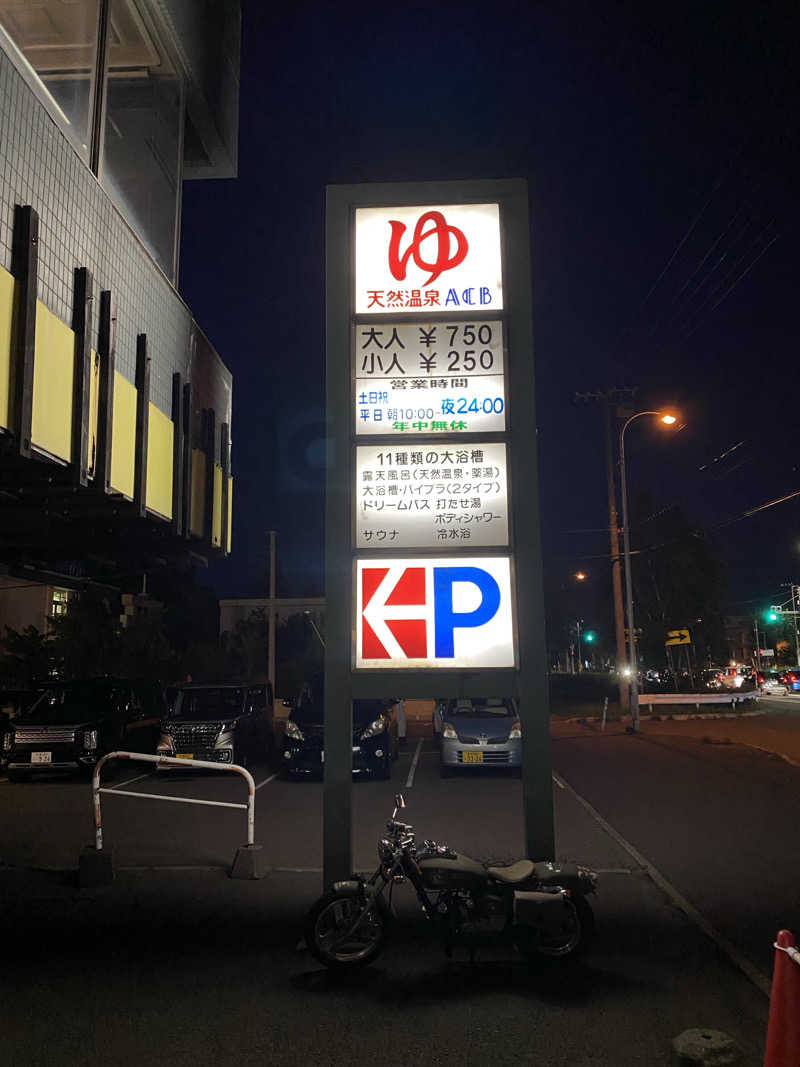 ゆ
天然温泉 ACB
大人 ￥750
小人 ￥250
営業時間
土日祝
平日 朝10:00-夜24:00
年中無休
11種類の大浴槽
露天風呂(天然温泉・薬湯)
大浴槽・バイブラ(2タイプ)
ドリームバス 打たせ湯
ボディシャワー
サウナ 冷水浴
P